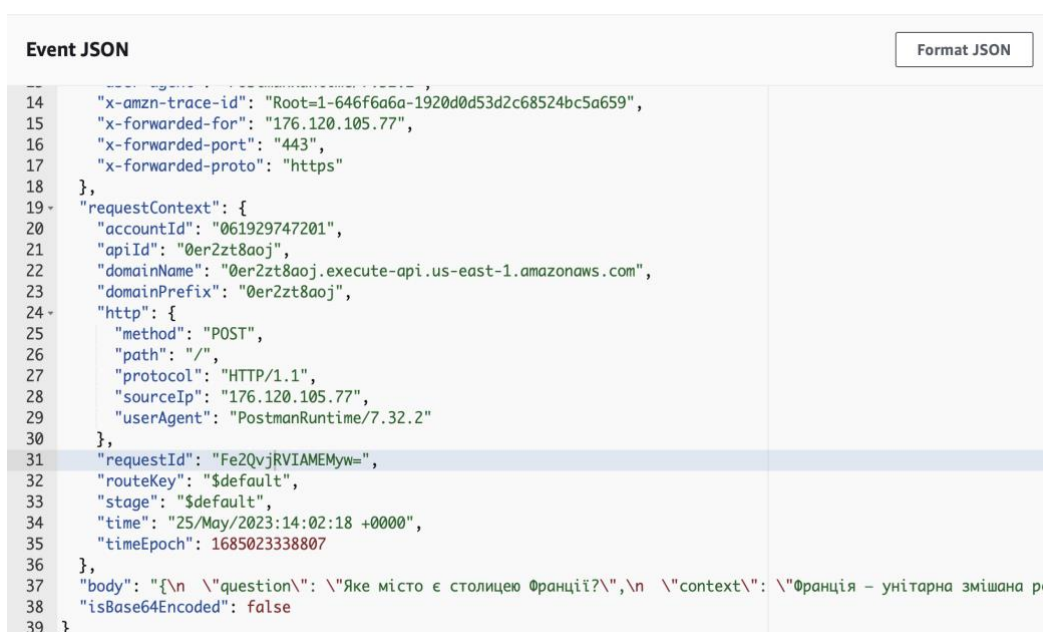 Event JSON
Format JSON
14 "x-amzn-trace-id": "Root=1-646f6a6a-1920d0d53d2c68524bc5a659",
15 "x-forwarded-for": "176.120.105.77",
16 "x-forwarded-port": "443",
17 "x-forwarded-proto": "https"
18 },
19 "requestContext": {
20 "accountId": "061929747201",
21 "apiId": "0er2zt8aoj",
22 "domainName": "0er2zt8aoj.execute-api.us-east-1.amazonaws.com",
23 "domainPrefix": "0er2zt8aoj",
24 "http": {
25 "method": "POST",
26 "path": "/",
27 "protocol": "HTTP/1.1",
28 "sourceIp": "176.120.105.77",
29 "userAgent": "PostmanRuntime/7.32.2"
30 },
31 "requestId": "Fe2QvjRVIAMEMyw=",
32 "routeKey": "$default",
33 "stage": "$default",
34 "time": "25/May/2023:14:02:18 +0000",
35 "timeEpoch": 1685023338807
36 },
37 "body": "{\n \"question\": \"Яке місто є столицею Франції?\",\n \"context\": \"Франція – унітарна змішана
38 "isBase64Encoded": false
39 }